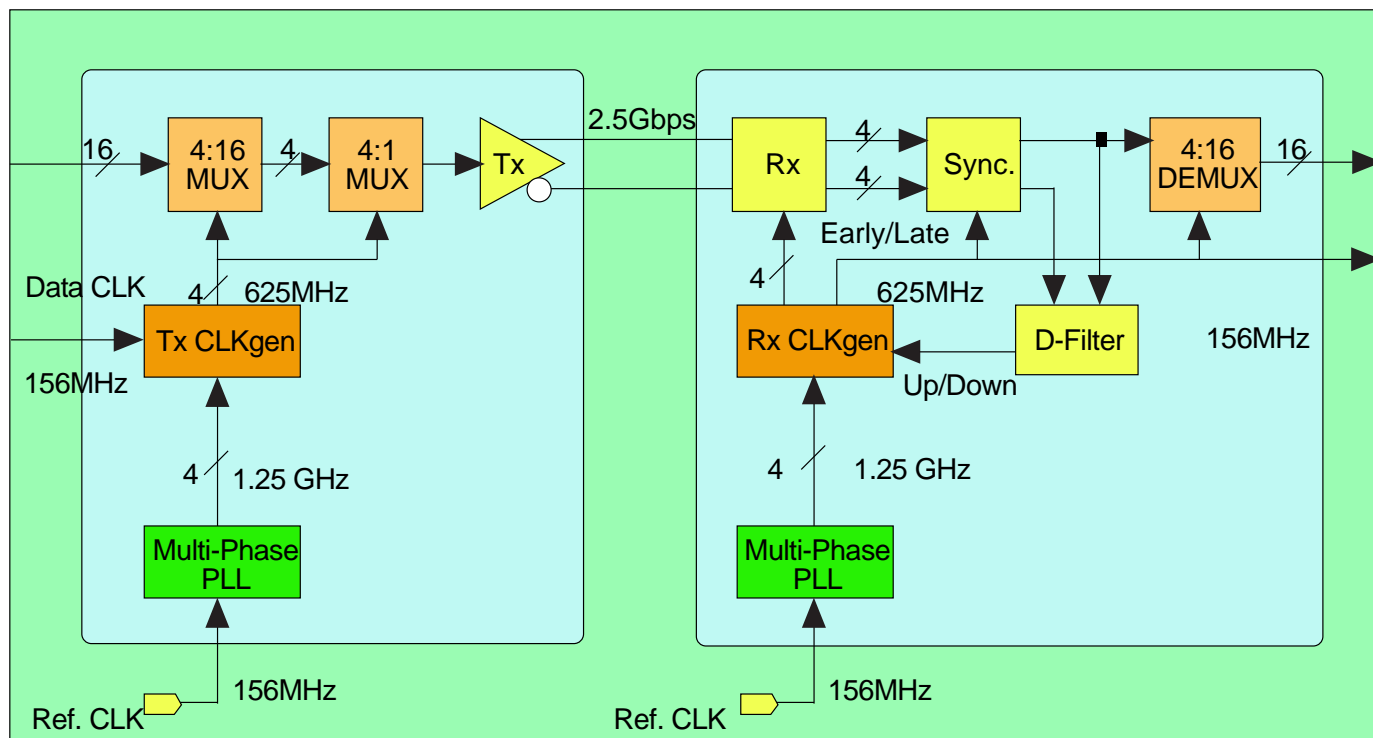 2.5Gbps
16
4:16
MUX
4
4:1
MUX
Tx
Rx
4
4
Sync.
4:16
DEMUX
16
Early/Late
Data CLK
4
625MHz
4
625MHz
Tx CLKgen
Rx CLKgen
D-Filter
156MHz
156MHz
Up/Down
4
1.25 GHz
4
1.25 GHz
Multi-Phase
PLL
Multi-Phase
PLL
156MHz
Ref. CLK
156MHz
Ref. CLK